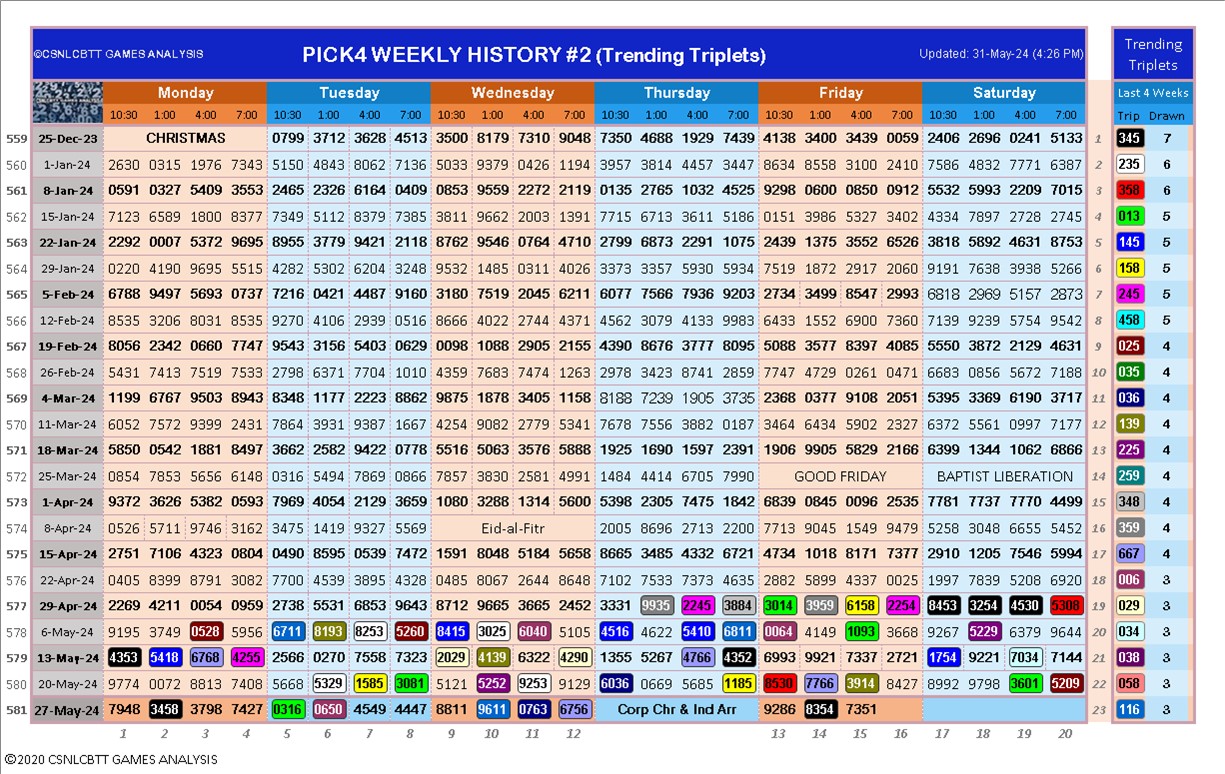 ©CSNLCBTT GAMES ANALYSIS PICK4 WEEKLY HISTORY #2 (Trending Triplets) Updated: 31-May-24 (4:26 PM) Trending Triplets
Monday Tuesday Wednesday Thursday Friday Saturday Last 4 Weeks
10:30 1:00 4:00 7:00 10:30 1:00 4:00 7:00 10:30 1:00 4:00 7:00 10:30 1:00 4:00 7:00 10:30 1:00 4:00 7:00 10:30 1:00 4:00 7:00 Trip Drawn
559 25-Dec-23 CHRISTMAS 0799 3712 3628 4513 3500 8179 7310 9048 7350 4688 1929 7439 4138 3400 3439 0059 2406 2696 0241 5133 1 345 7
560 1-Jan-24 2630 0315 1976 7343 5150 4843 8062 7136 5033 9379 0426 1194 3957 3814 4457 3447 8634 8558 3100 2410 7586 4832 7771 6387 2 235 6
561 8-Jan-24 0591 0327 5409 3553 2465 2326 6164 0409 0853 9559 2272 2119 0135 2765 1032 4525 9298 0600 0850 0912 5532 5993 2209 7015 3 358 6
562 15-Jan-24 7123 6589 1800 8377 7349 5112 8379 7385 3811 9662 2003 1391 7715 6713 3611 5186 0151 3986 5327 3402 4334 7897 2728 2745 4 013 5
563 22-Jan-24 2292 0007 5372 9695 8955 3779 9421 2118 8762 9546 0764 4710 2799 6873 2291 1075 2439 1375 3552 6526 3818 5892 4631 8753 5 145 5
564 29-Jan-24 0220 4190 9695 5515 4282 5302 6204 3248 9532 1485 0311 4026 3373 3357 5930 5934 7519 1872 2917 2060 9191 7638 3938 5266 6 158 5
565 5-Feb-24 6788 9497 5693 0737 7216 0421 4487 9168 3180 7519 2045 6211 6077 7566 7936 9203 2734 3499 8547 2993 6818 2969 5157 2873 7 245 5
566 12-Feb-24 8535 3206 8031 8535 9270 4106 2939 0518 8666 4022 2744 4371 4562 3079 4133 9983 6433 1552 6900 7360 7139 9239 5754 9542 8 458 5
567 19-Feb-24 8056 2342 0660 7747 9543 3156 5403 0629 0098 1088 2905 2155 4390 8676 3777 8095 5088 3577 8397 4085 5550 3872 2129 4631 9 025 4
568 26-Feb-24 5431 7413 7519 7533 2798 6371 7704 1010 4359 7683 7474 1263 2978 3423 8741 2859 7747 4729 0261 0471 6683 0856 5672 7188 10 035 4
569 4-Mar-24 1199 6767 9503 8943 8348 1177 2223 8862 9875 1878 3405 1158 8188 7239 1905 3735 2368 0377 9108 2051 5395 3369 6190 3717 11 036 4
570 11-Mar-24 6052 7572 9399 2431 7864 3931 9387 1667 4254 9082 2779 5341 7678 7556 3882 0187 3464 6434 5902 2327 6372 5561 0997 7177 12 139 4
571 18-Mar-24 5850 0542 1881 8497 3662 2582 9422 0778 5516 5063 3576 5888 1925 1690 1597 2391 1906 9905 5829 2166 6399 1344 1062 6866 13 225 4
572 25-Mar-24 0854 7853 5656 6148 0316 5494 7869 0866 9857 3830 2581 4991 1484 4414 6705 7990 GOOD FRIDAY BAPTIST LIBERATION 14 259 4
573 1-Apr-24 9372 3626 5382 0593 7969 4054 2129 3659 1080 3288 1314 5600 5398 2305 7475 1842 6839 0845 0096 2535 7781 7737 7770 4499 15 348 4
574 8-Apr-24 0526 5711 9746 3162 3475 1419 9327 5569 Eid-al-Fitr 2005 8696 2713 2200 7713 9045 1549 9479 5258 3048 6655 5452 16 359 4
575 15-Apr-24 2751 7106 4323 0804 0490 8595 0539 7472 1591 8048 5184 5658 8665 3485 4332 6721 4734 1018 8171 7377 2910 1205 7546 5994 17 667 4
576 22-Apr-24 0405 8399 8791 3082 7700 4539 3895 4328 0485 8067 2644 8648 7102 7533 7373 4635 2882 5899 4337 0025 1997 7839 5208 6920 18 006 3
577 29-Apr-24 2269 4211 0054 0959 2738 5531 6853 9643 8712 9665 3665 2452 3331 9935 2245 3884 3014 3959 6158 2254 8453 3254 4530 5308 19 029 3
578 6-May-24 9195 3749 0528 5956 6711 8193 8253 5260 8415 3025 6040 5105 4516 4622 5410 6811 0064 4149 1093 3668 9267 5229 6379 9644 20 034 3
579 13-May-24 4353 5418 6768 4255 2566 0270 7558 7323 2029 4139 6322 4290 1355 5267 4766 4352 6993 9921 7337 2721 1754 9221 7034 7144 21 038 3
580 20-May-24 9774 0072 8813 7408 5668 5329 1585 3081 5121 5252 9253 9129 6036 0669 5685 1185 8530 7766 3914 8427 8992 9798 3601 5209 22 058 3
581 27-May-24 7948 3458 3798 7427 0316 0650 4549 4447 8811 9611 0763 6756 Corp Chr & Ind Arr 9286 8354 7351 23 116 3
1 2 3 4 5 6 7 8 9 10 11 12 13 14 15 16 17 18 19 20
©2020 CSNLCBTT GAMES ANALYSIS